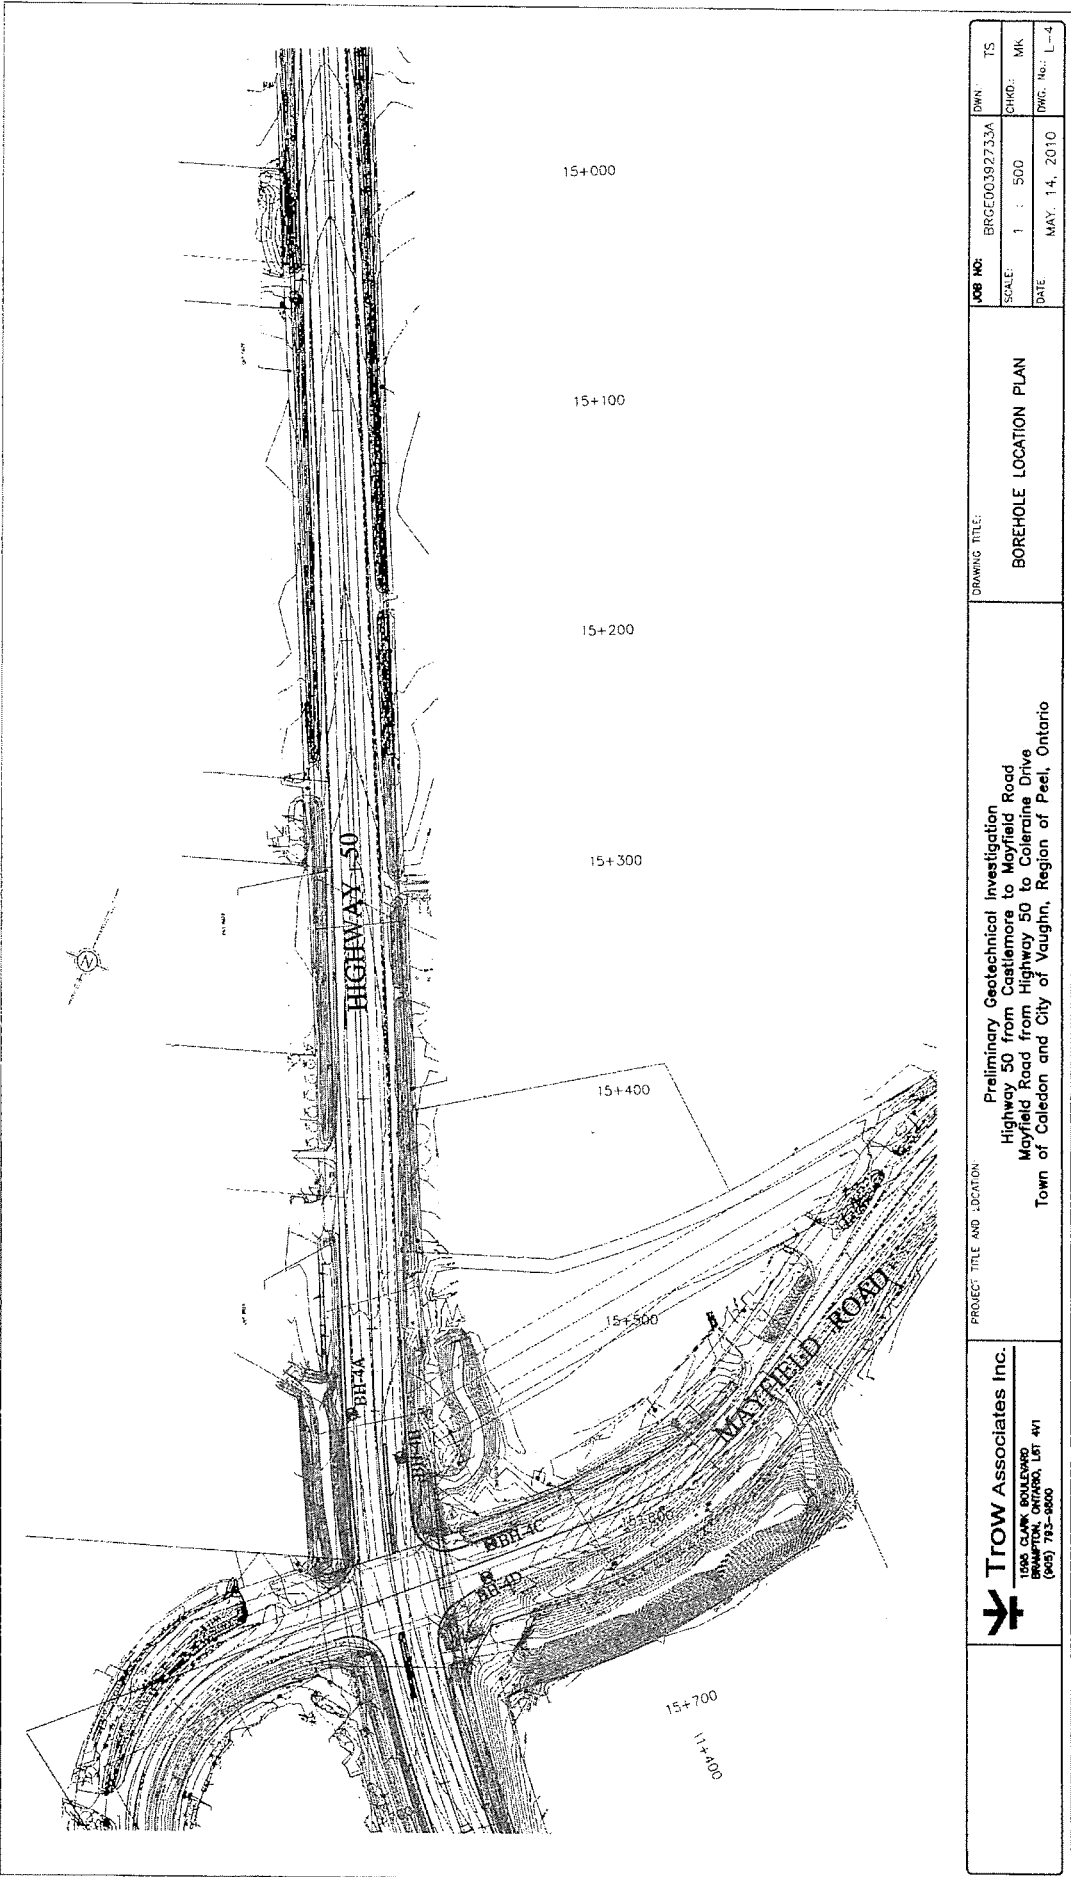 15+000
15+100
15+200
15+300
15+400
15+500
15+600
15+700
11+400
HIGHWAY 50
MAYFIELD ROAD
BH-4A
BH-4B
BH-4C
BH-4D
N
Trow Associates Inc.
1595 CLARK BOULEVARD
BRAMPTON, ONTARIO, L6T 4V1
(905) 793-9800
PROJECT TITLE AND LOCATION:
Preliminary Geotechnical Investigation
Highway 50 from Castlemore to Mayfield Road
Mayfield Road from Highway 50 to Coleraine Drive
Town of Caledon and City of Vaughn, Region of Peel, Ontario
DRAWING TITLE:
BOREHOLE LOCATION PLAN
JOB NO: BRGE00392733A
DWN: TS
SCALE: 1 : 500
CHKD.: MK
DATE: MAY. 14, 2010
DWG. No.: L-4